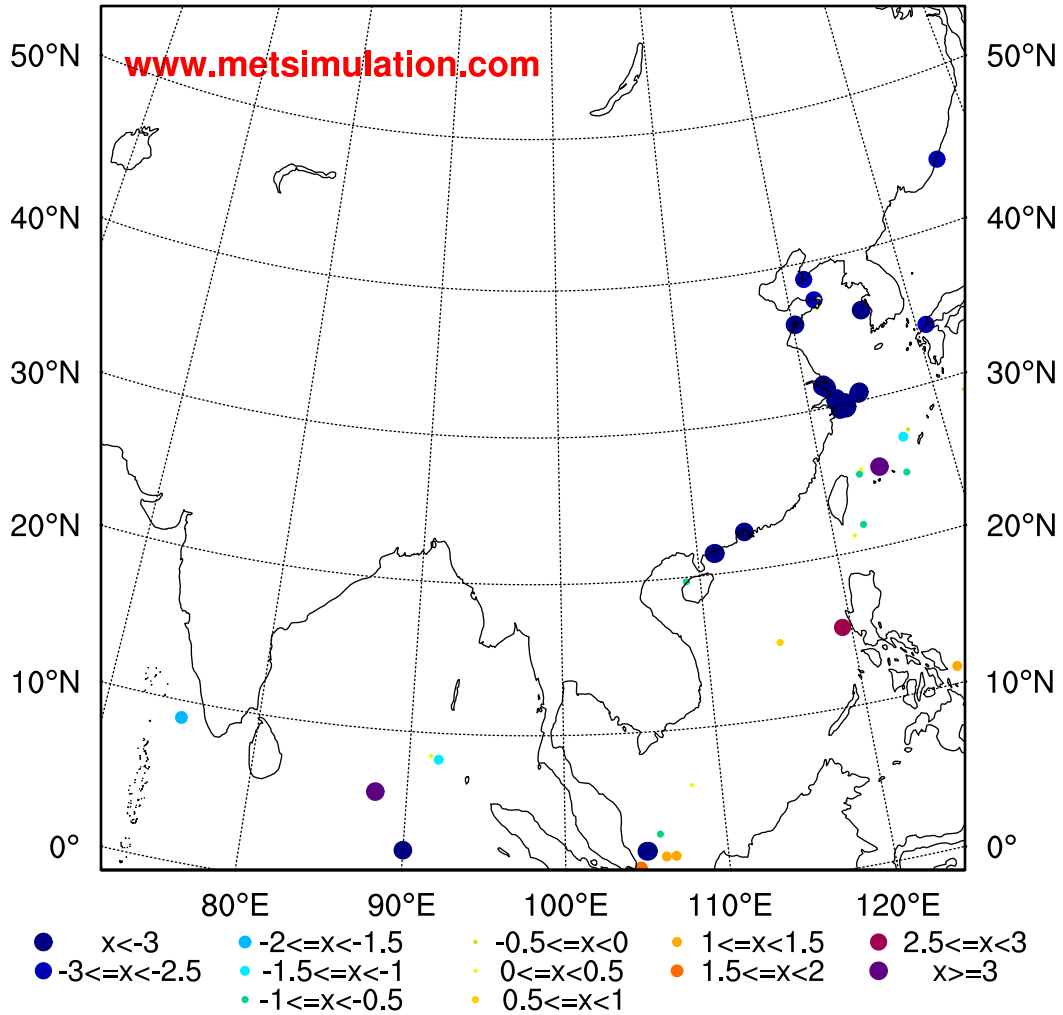 www.metsimulation.com
50°N 50°N
40°N 40°N
30°N 30°N
20°N 20°N
10°N 10°N
0° 0°
80°E 90°E 100°E 110°E 120°E
x<-3 -2<=x<-1.5 -0.5<=x<0 1<=x<1.5 2.5<=x<3
-3<=x<-2.5 -1.5<=x<-1 0<=x<0.5 1.5<=x<2 x>=3
-1<=x<-0.5 0.5<=x<1